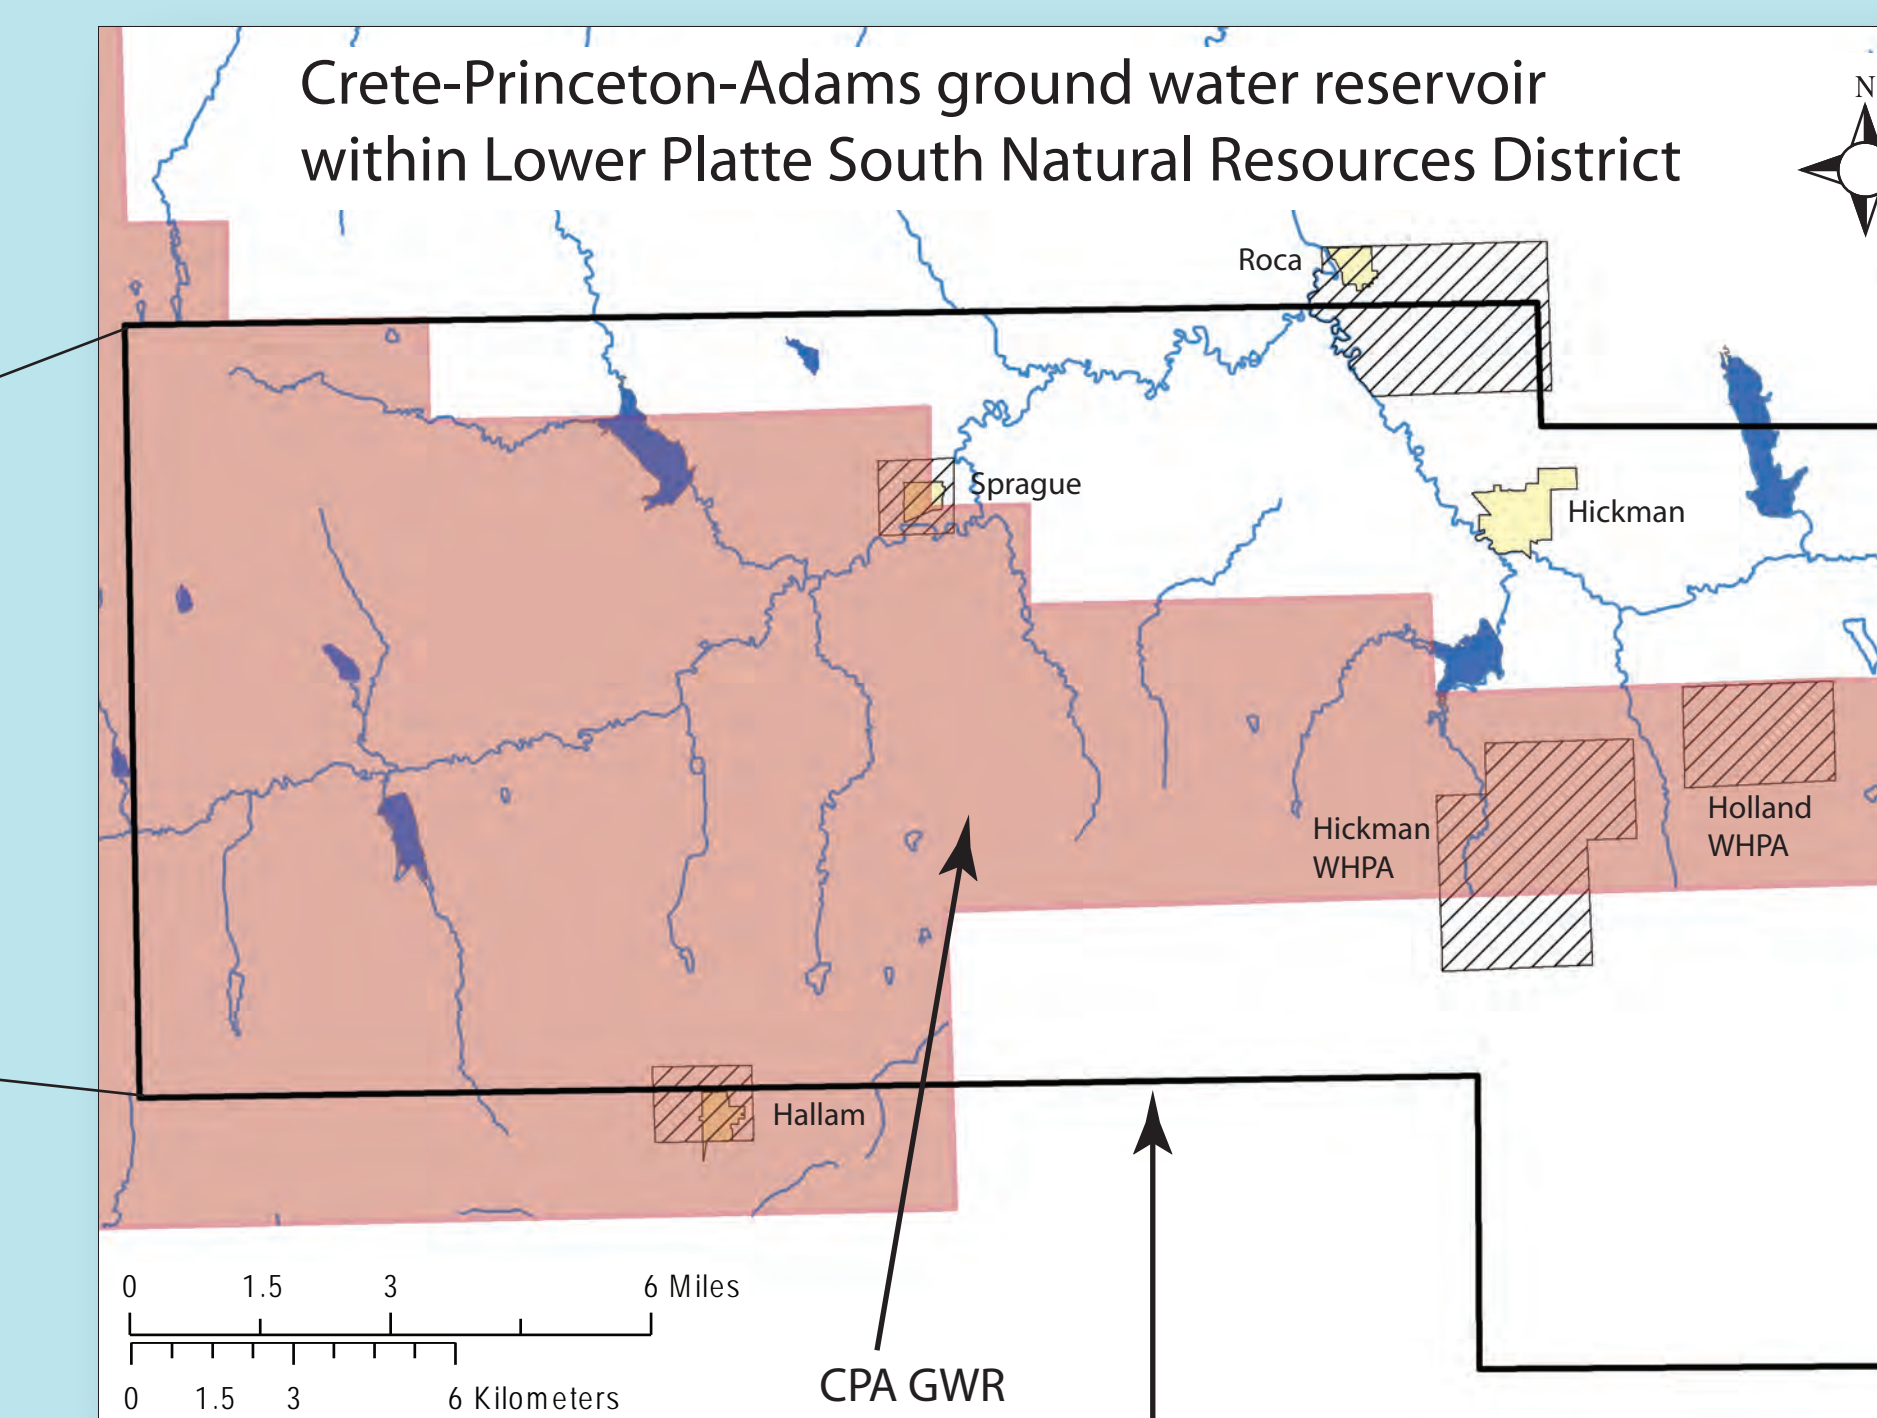 Crete-Princeton-Adams ground water reservoir
within Lower Platte South Natural Resources District
N
Roca
Sprague
Hickman
Hickman
WHPA
Holland
WHPA
Hallam
0 1.5 3 6 Miles
0 1.5 3 6 Kilometers
CPA GWR